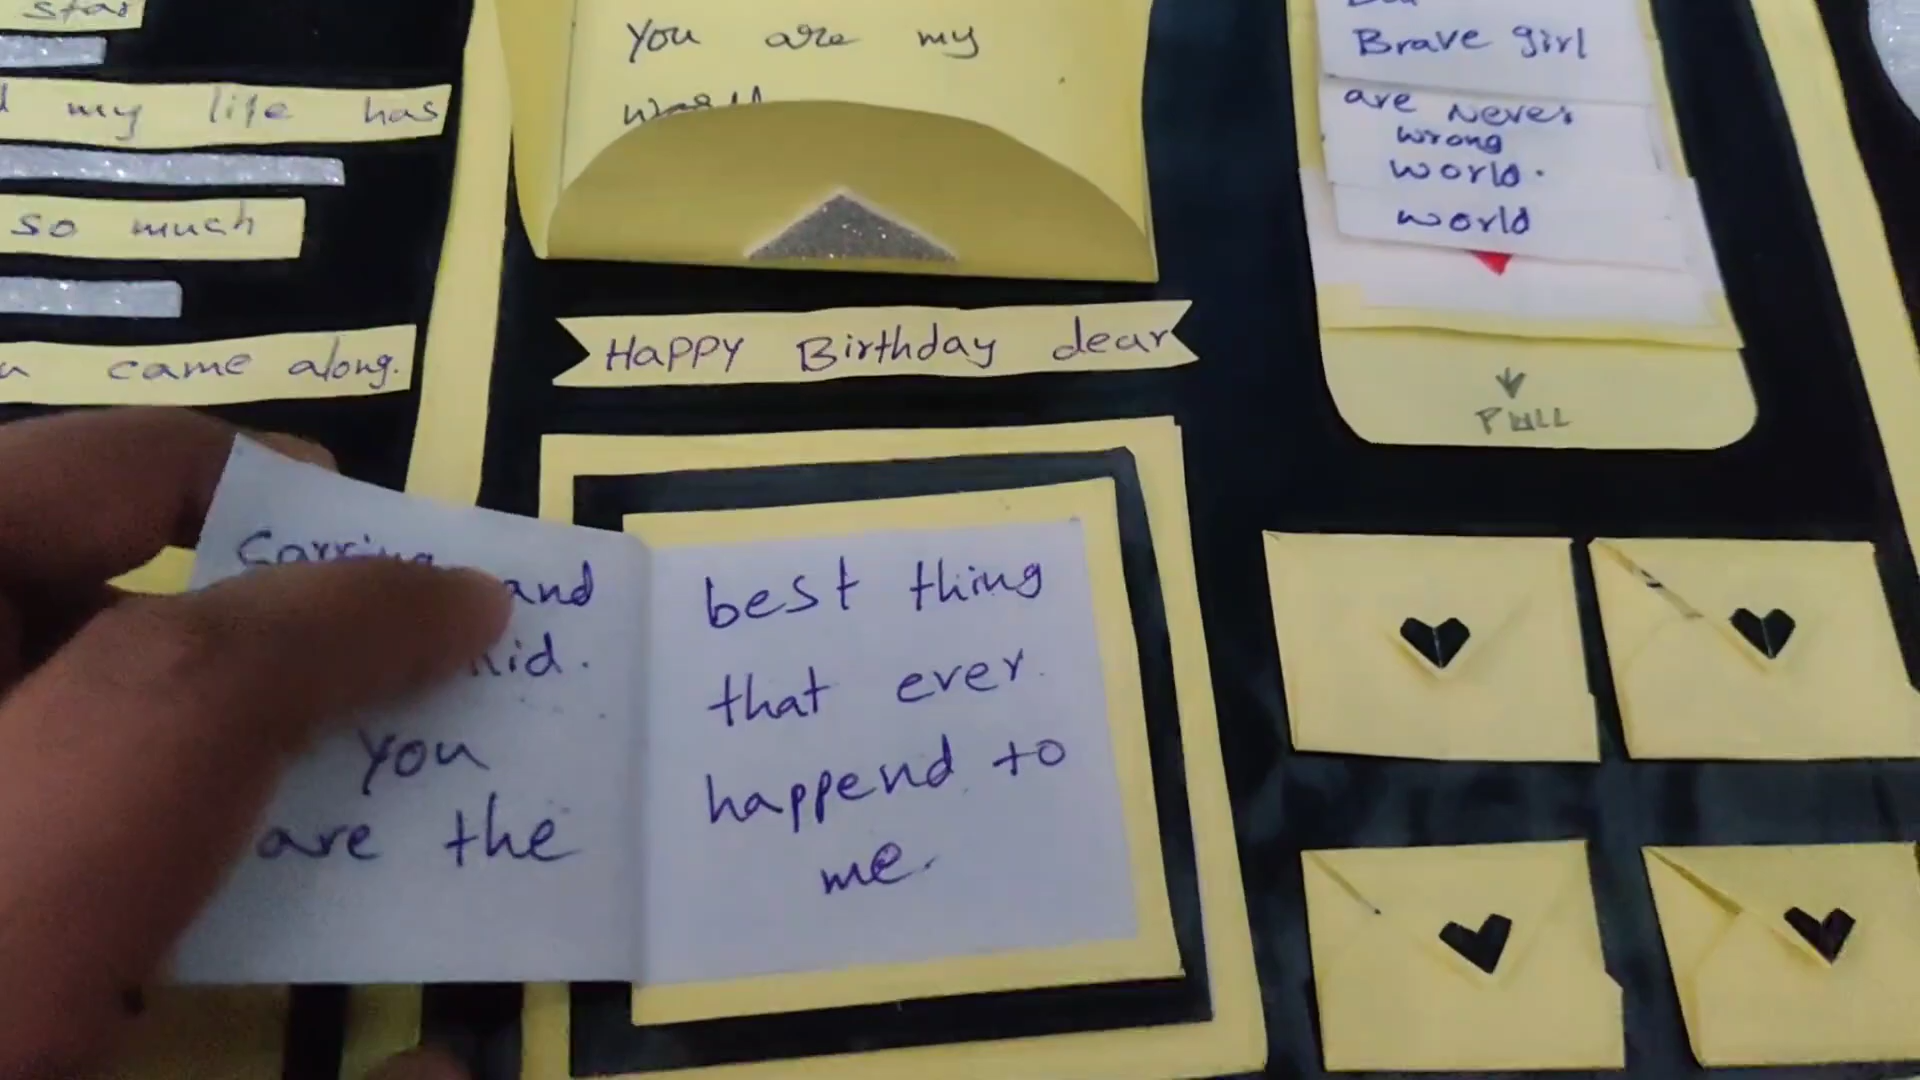 star
my life has
so much
came along.
You are my
Happy Birthday dear
Brave girl
are Never
wrong
world.
world
PULL
and
You
are the
best thing
that ever
happend to
me.